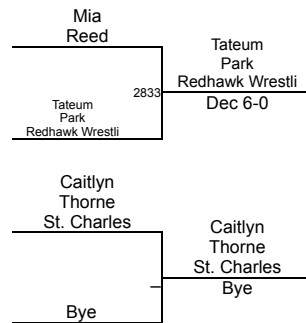 Mia
Reed
Tateum
Park
Redhawk Wrestli
2833
Tateum
Park
Redhawk Wrestli
Dec 6-0
Caitlyn
Thorne
St. Charles
Caitlyn
Thorne
St. Charles
Bye
Bye